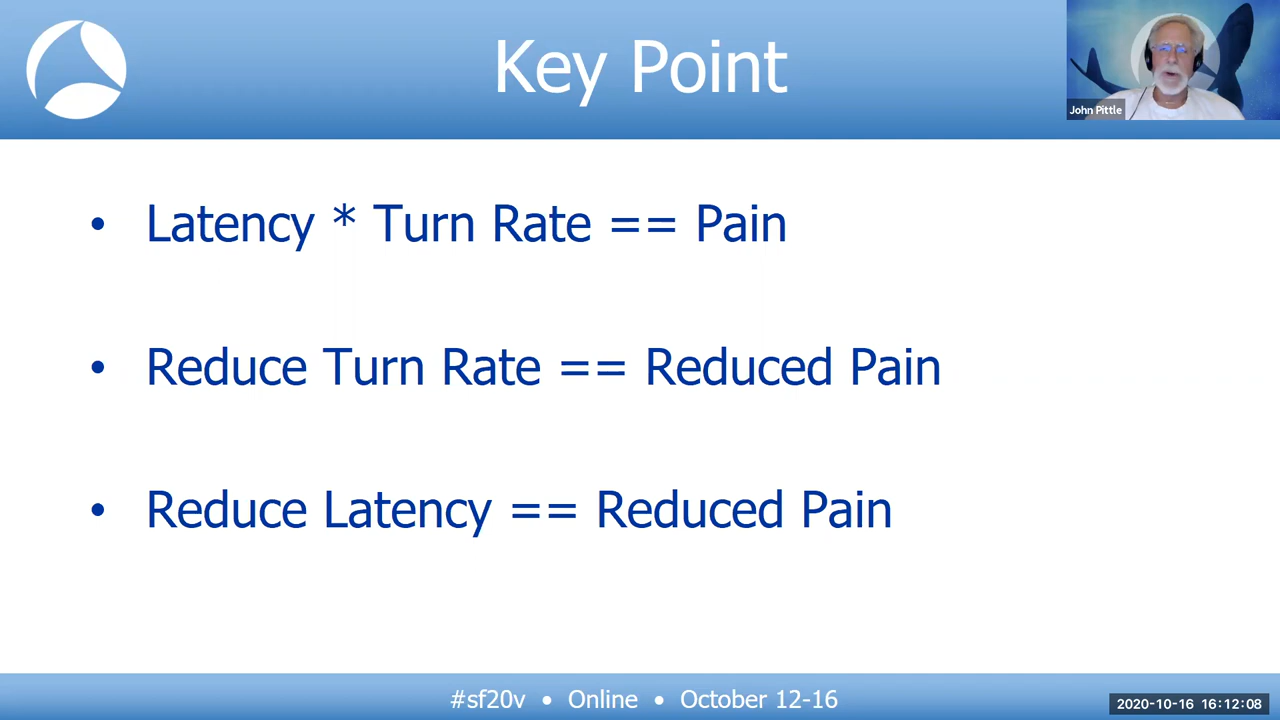 Key Point
John Pittle
• Latency * Turn Rate == Pain
• Reduce Turn Rate == Reduced Pain
• Reduce Latency == Reduced Pain
#sf20v • Online • October 12-16
2020-10-16 16:12:08